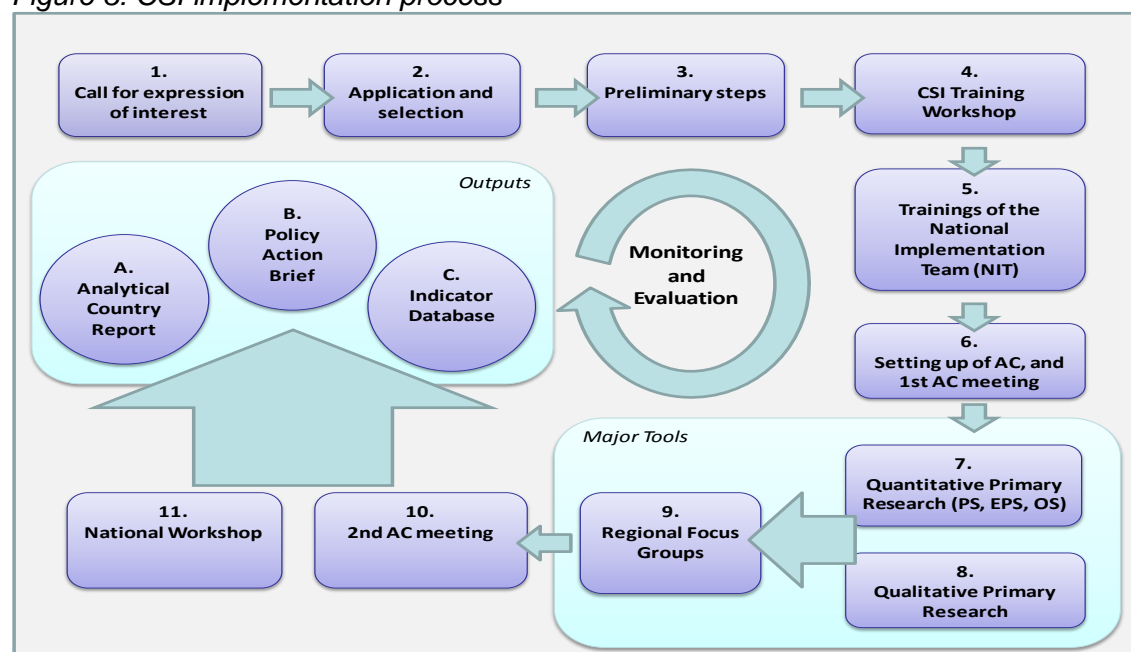 1.
Call for expression
of interest
2.
Application and
selection
3.
Preliminary steps
4.
CSI Training
Workshop
5.
Trainings of the
National
Implementation
Team (NIT)
6.
Setting up of AC, and
1st AC meeting
Major Tools
7.
Quantitative Primary
Research (PS, EPS, OS)
8.
Qualitative Primary
Research
9.
Regional Focus
Groups
10.
2nd AC meeting
11.
National Workshop
Outputs
A.
Analytical
Country
Report
B.
Policy
Action
Brief
C.
Indicator
Database
Monitoring
and
Evaluation